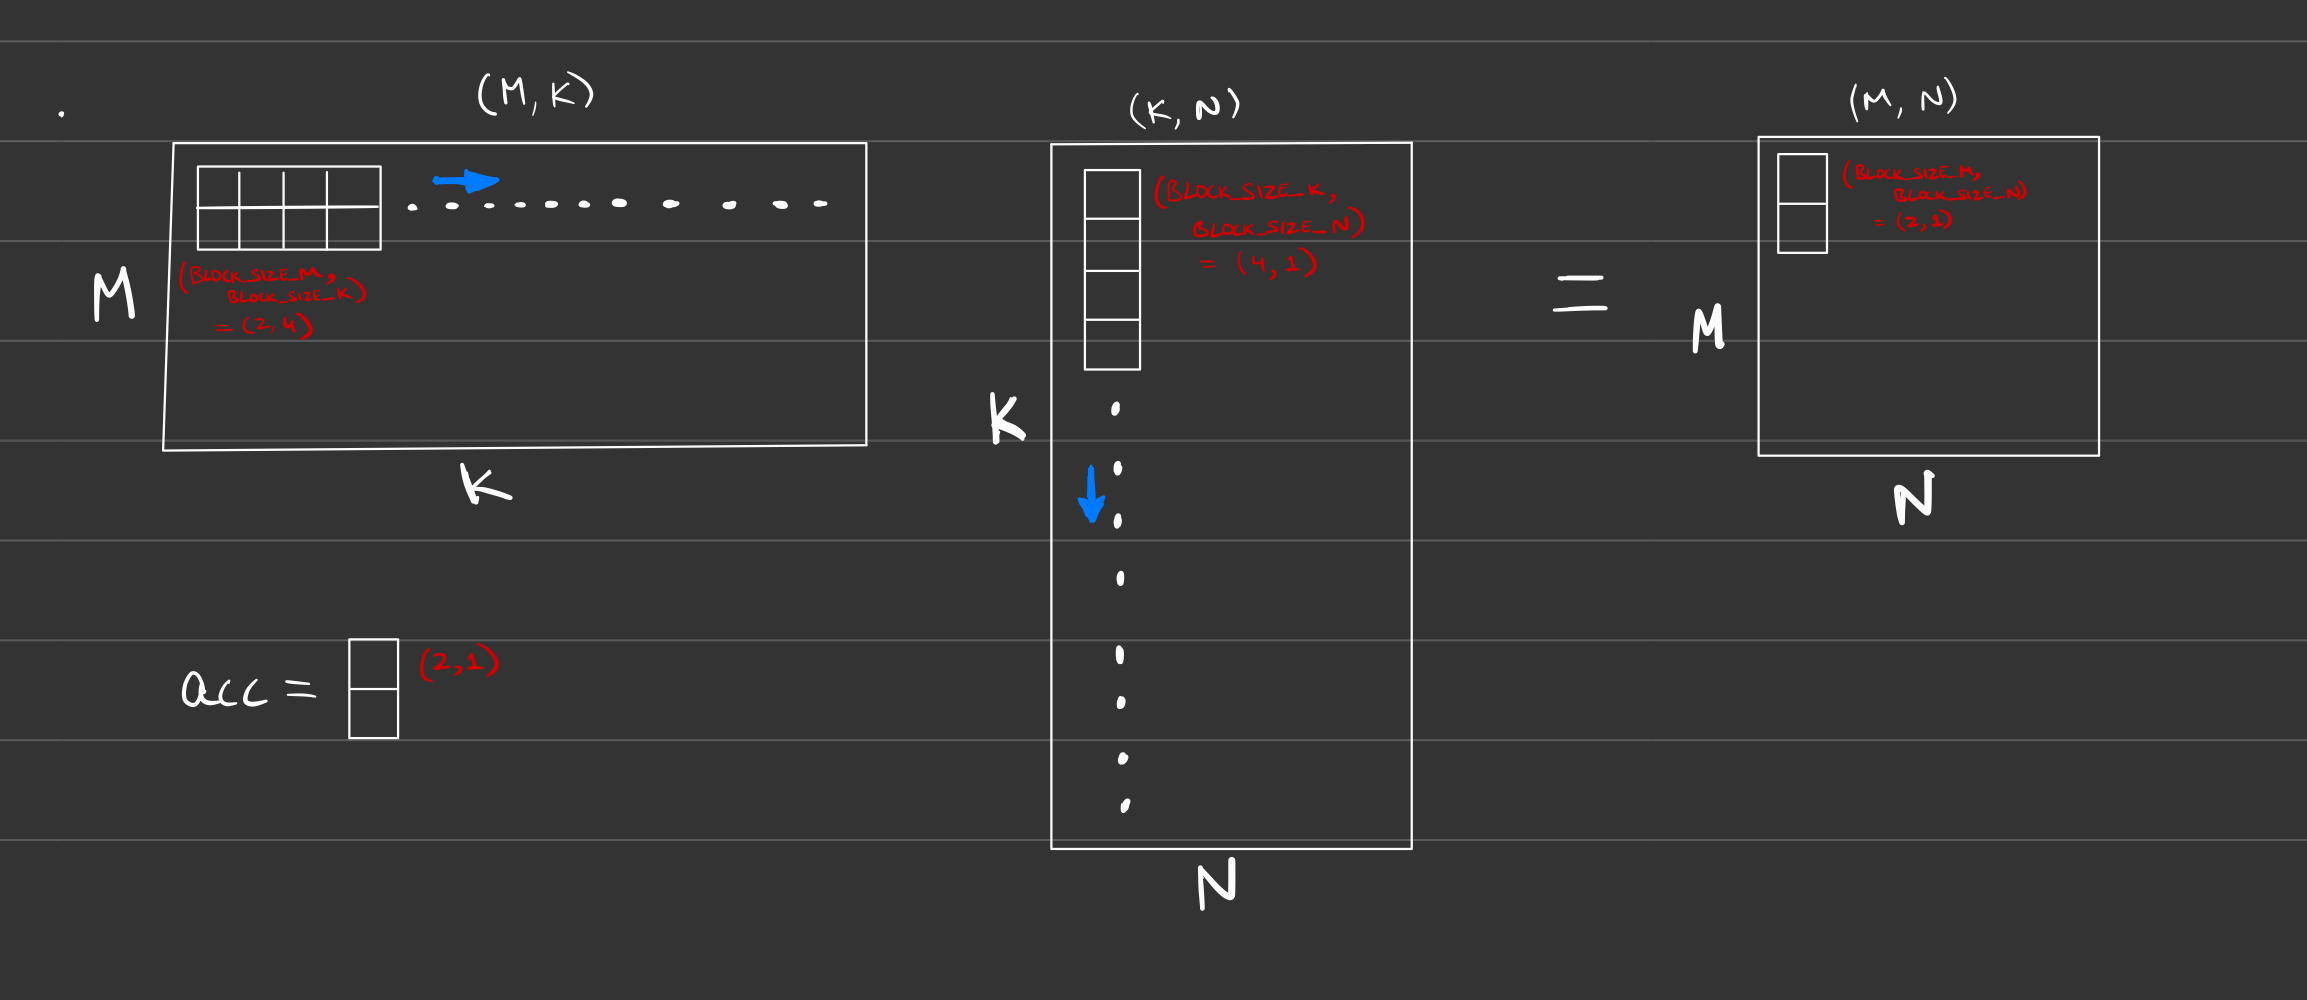 (M, K)
(K, N)
(M, N)
(BLOCK_SIZE_M,
BLOCK_SIZE_K)
= (2,4)
M
K
(BLOCK_SIZE_K,
BLOCK_SIZE_N)
= (4,1)
K
N
=
(BLOCK_SIZE_M,
BLOCK_SIZE_N)
= (2,1)
M
N
acc =
(2,1)